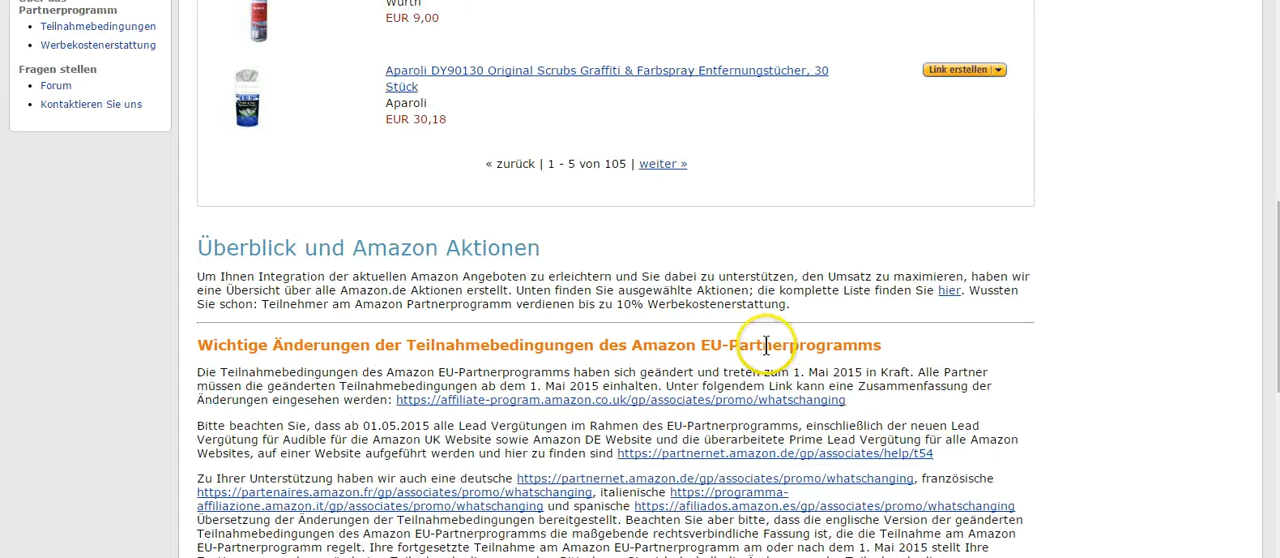 Partnerprogramm
Teilnahmebedingungen
Werbekostenerstattung
Fragen stellen
Forum
Kontaktieren Sie uns
Würth
EUR 9,00
Aparoli DY90130 Original Scrubs Graffiti & Farbspray Entfernungstücher, 30
Stück
Aparoli
EUR 30,18
Link erstellen
« zurück | 1 - 5 von 105 | weiter »
Überblick und Amazon Aktionen
Um Ihnen Integration der aktuellen Amazon Angeboten zu erleichtern und Sie dabei zu unterstützen, den Umsatz zu maximieren, haben wir
eine Übersicht über alle Amazon.de Aktionen erstellt. Unten finden Sie ausgewählte Aktionen; die komplette Liste finden Sie hier. Wussten
Sie schon: Teilnehmer am Amazon Partnerprogramm verdienen bis zu 10% Werbekostenerstattung.
Wichtige Änderungen der Teilnahmebedingungen des Amazon EU-Partnerprogramms
Die Teilnahmebedingungen des Amazon EU-Partnerprogramms haben sich geändert und treten zum 1. Mai 2015 in Kraft. Alle Partner
müssen die geänderten Teilnahmebedingungen ab dem 1. Mai 2015 einhalten. Unter folgendem Link kann eine Zusammenfassung der
Änderungen eingesehen werden: https://affiliate-program.amazon.co.uk/gp/associates/promo/whatschanging
Bitte beachten Sie, dass ab 01.05.2015 alle Lead Vergütungen im Rahmen des EU-Partnerprogramms, einschließlich der neuen Lead
Vergütung für Audible für die Amazon UK Website sowie Amazon DE Website und die überarbeitete Prime Lead Vergütung für alle Amazon
Websites, auf einer Website aufgeführt werden und hier zu finden sind https://partnernet.amazon.de/gp/associates/help/t54
Zu Ihrer Unterstützung haben wir auch eine deutsche https://partnernet.amazon.de/gp/associates/promo/whatschanging, französische
https://partenaires.amazon.fr/gp/associates/promo/whatschanging, italienische https://programma-
affiliazione.amazon.it/gp/associates/promo/whatschanging und spanische https://afiliados.amazon.es/gp/associates/promo/whatschanging
Übersetzung der Änderungen der Teilnahmebedingungen bereitgestellt. Beachten Sie aber bitte, dass die englische Version der geänderten
Teilnahmebedingungen des Amazon EU-Partnerprogramms die maßgebende rechtsverbindliche Fassung ist, die die Teilnahme am Amazon
EU-Partnerprogramm regelt. Ihre fortgesetzte Teilnahme am Amazon EU-Partnerprogramm am oder nach dem 1. Mai 2015 stellt Ihre